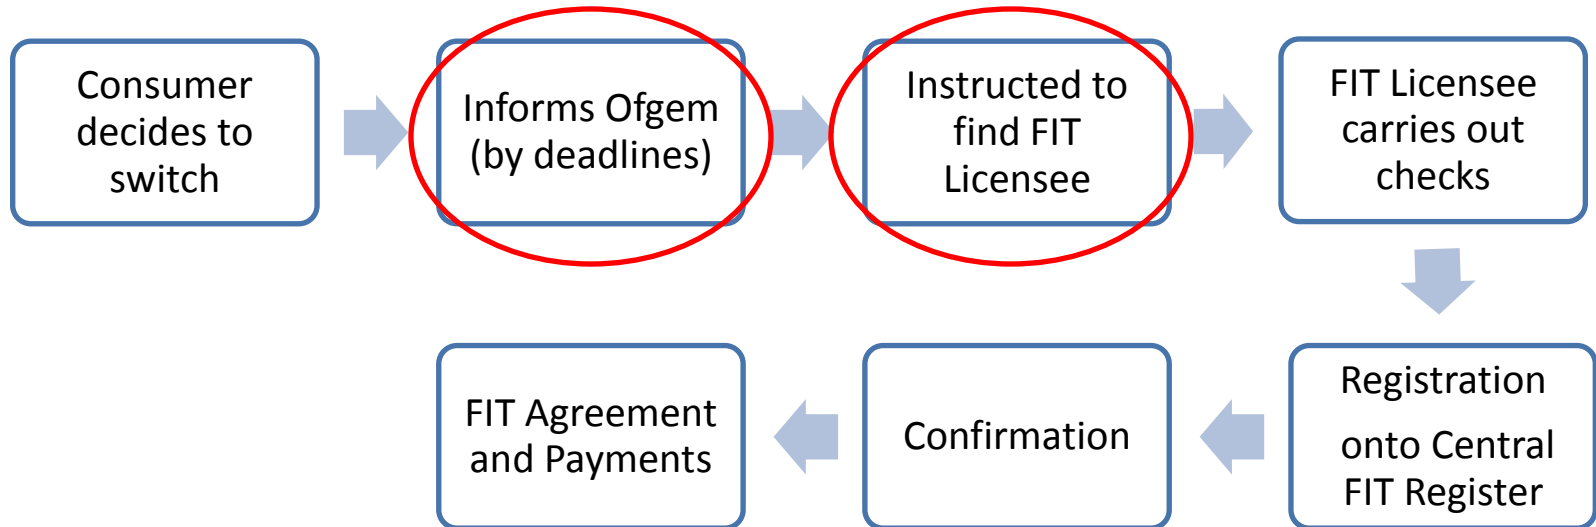 Consumer
decides to
switch
Informs Ofgem
(by deadlines)
Instructed to
find FIT
Licensee
FIT Licensee
carries out
checks
Registration
onto Central
FIT Register
Confirmation
FIT Agreement
and Payments